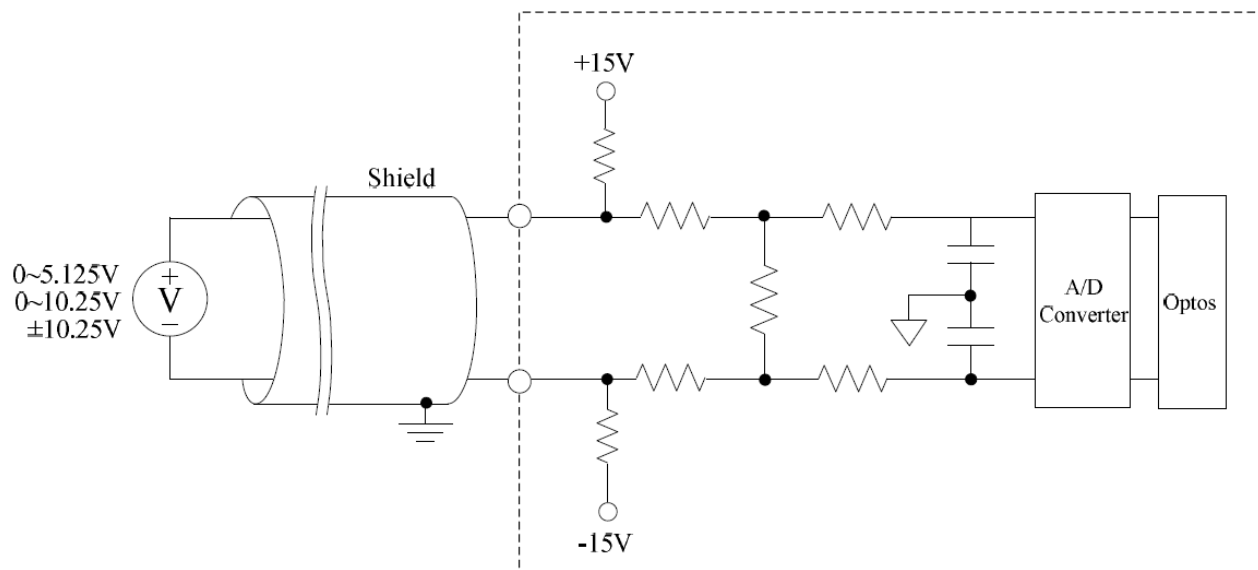 +15V
Shield
0~5.125V
0~10.25V
±10.25V
+
V
−
A/D
Converter
Optos
-15V